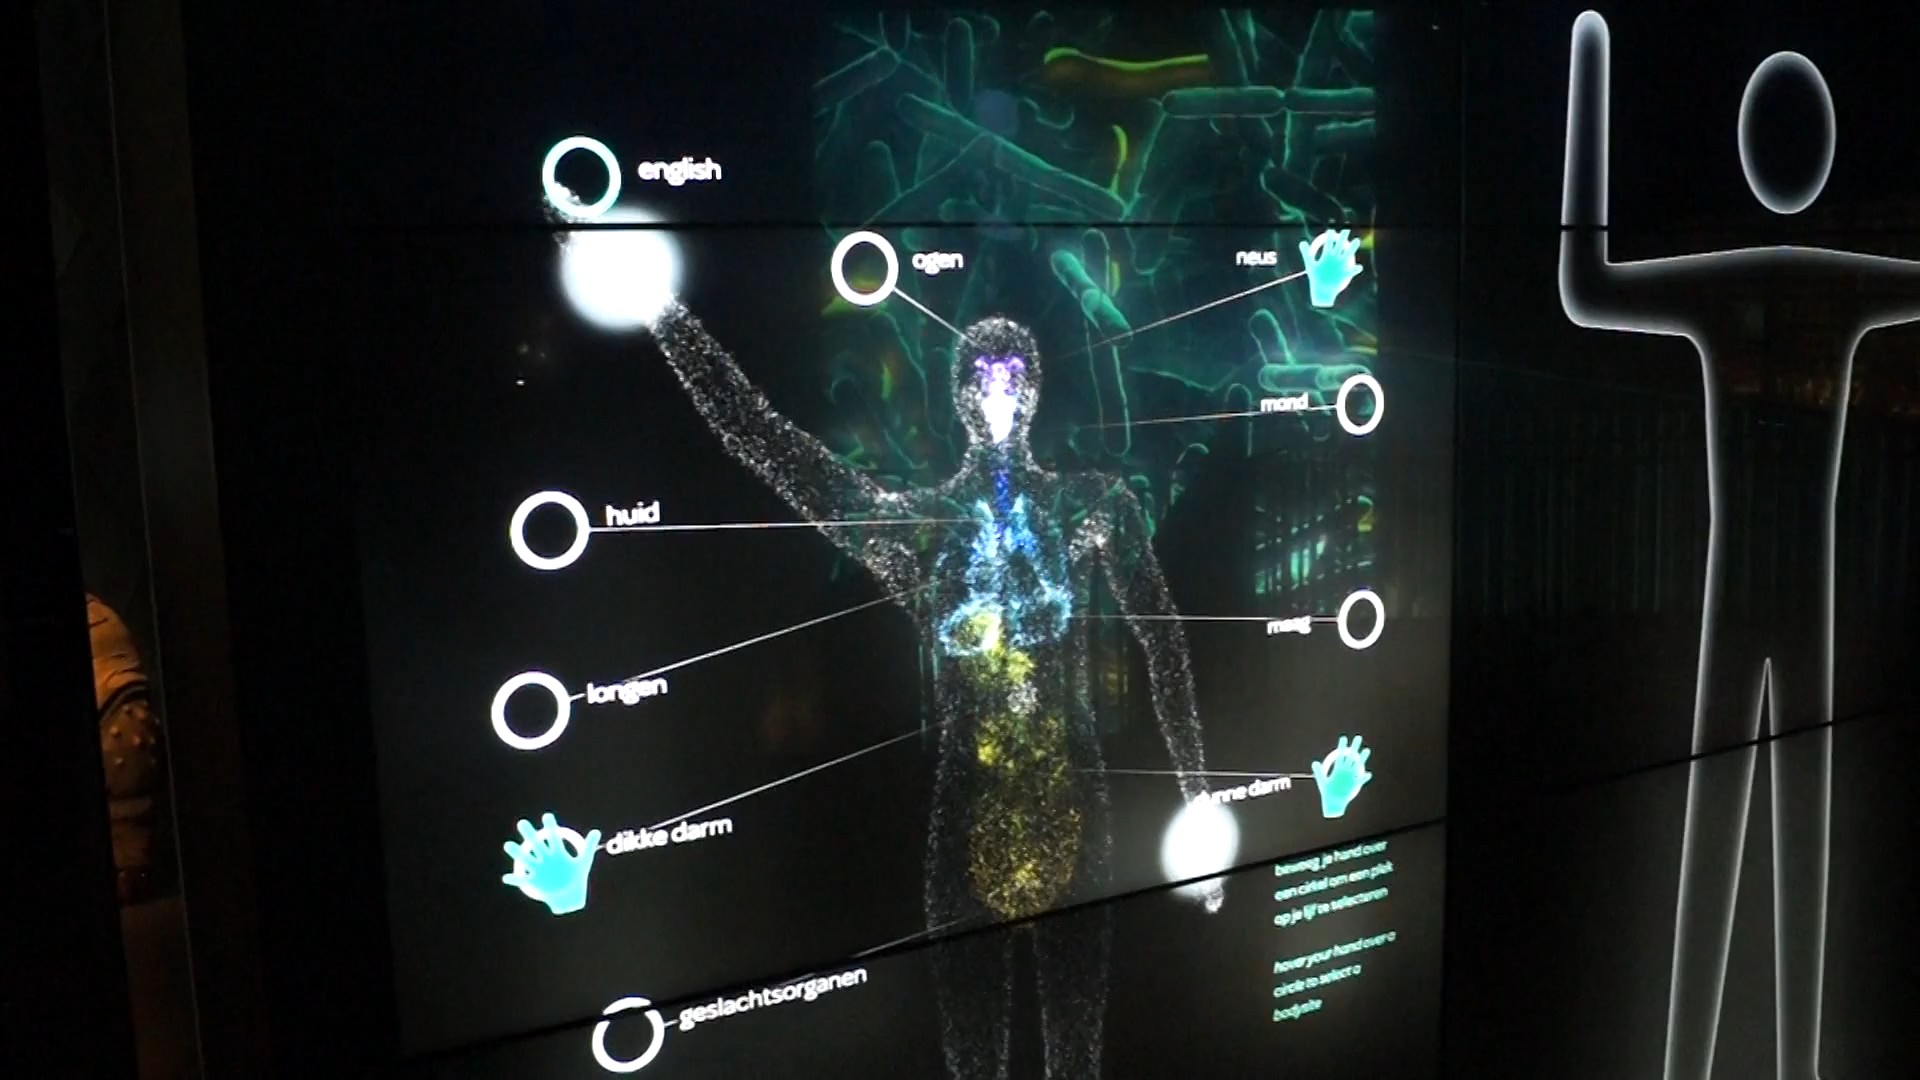 english
ogen
neus
mond
huid
maag
longen
dikke darm
beweeg je hand over
een cirkel om een plek
op je lijf te selecteren
hover your hand over a
circle to select a
bodysite
geslachtsorganen
darm